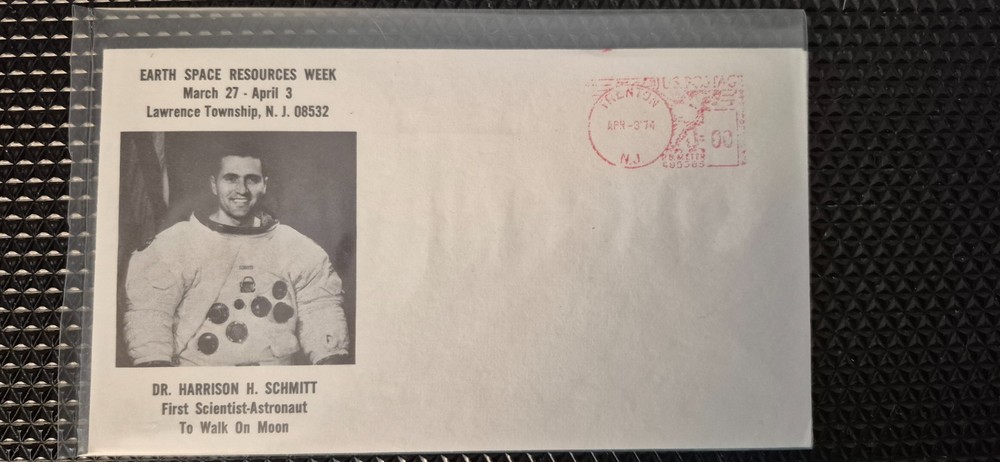 EARTH SPACE RESOURCES WEEK
March 27 - April 3
Lawrence Township, N. J. 08532
U.S. POSTAGE
TRENTON
APR -3'74
00
N.J.
P.B. METER
DR. HARRISON H. SCHMITT
First Scientist-Astronaut
To Walk On Moon